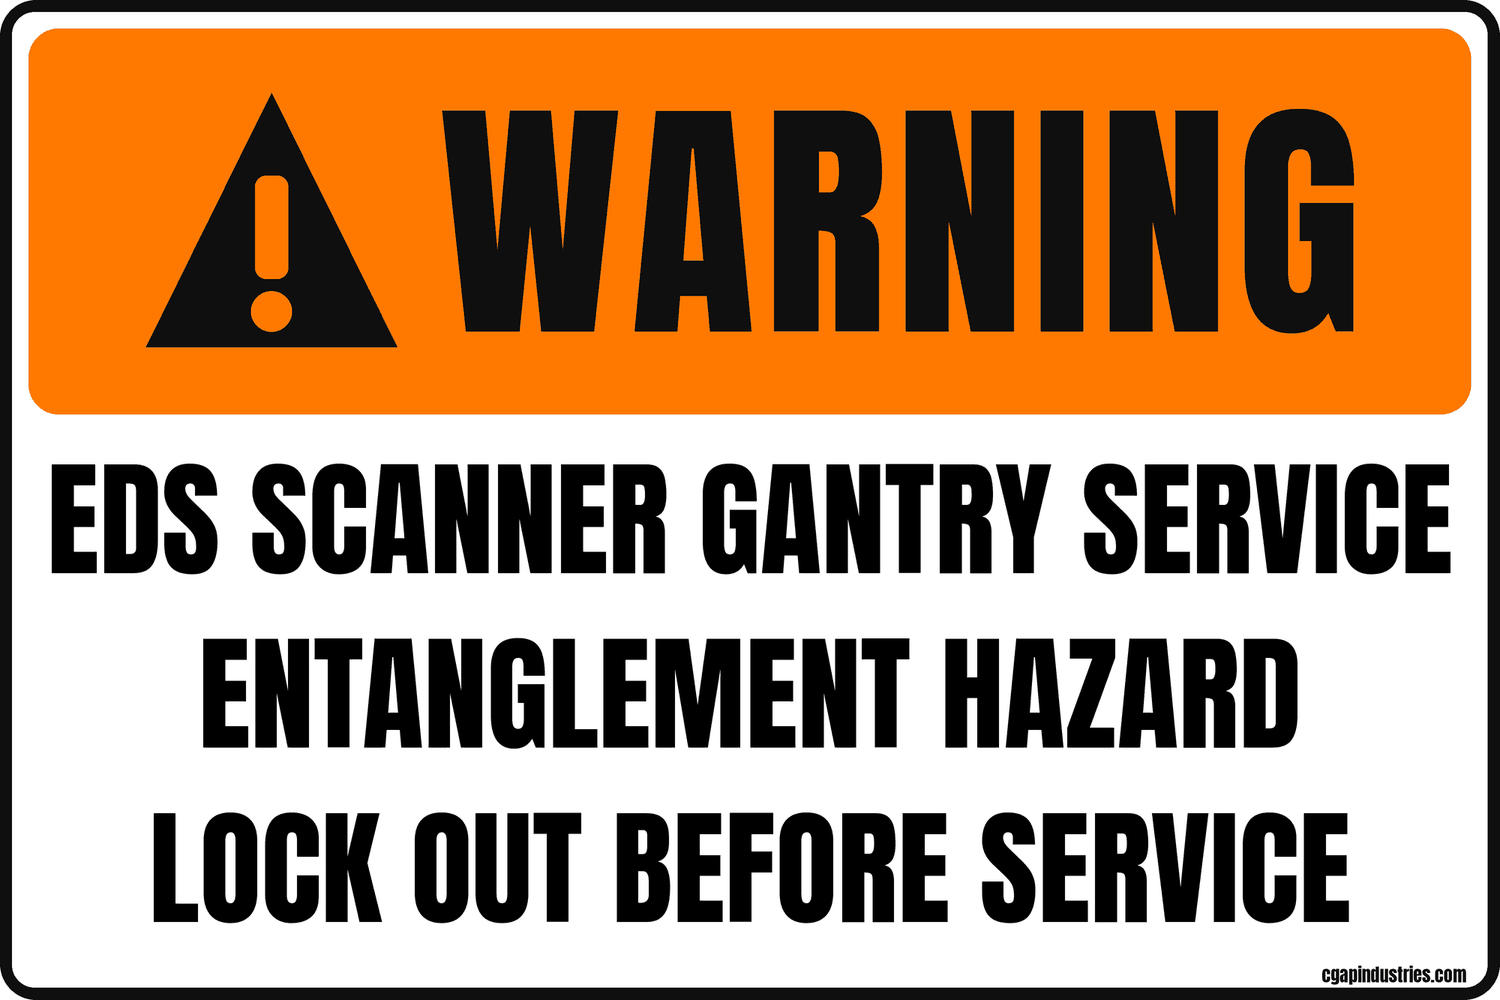 WARNING
EDS SCANNER GANTRY SERVICE
ENTANGLEMENT HAZARD
LOCK OUT BEFORE SERVICE
cgapindustries.com